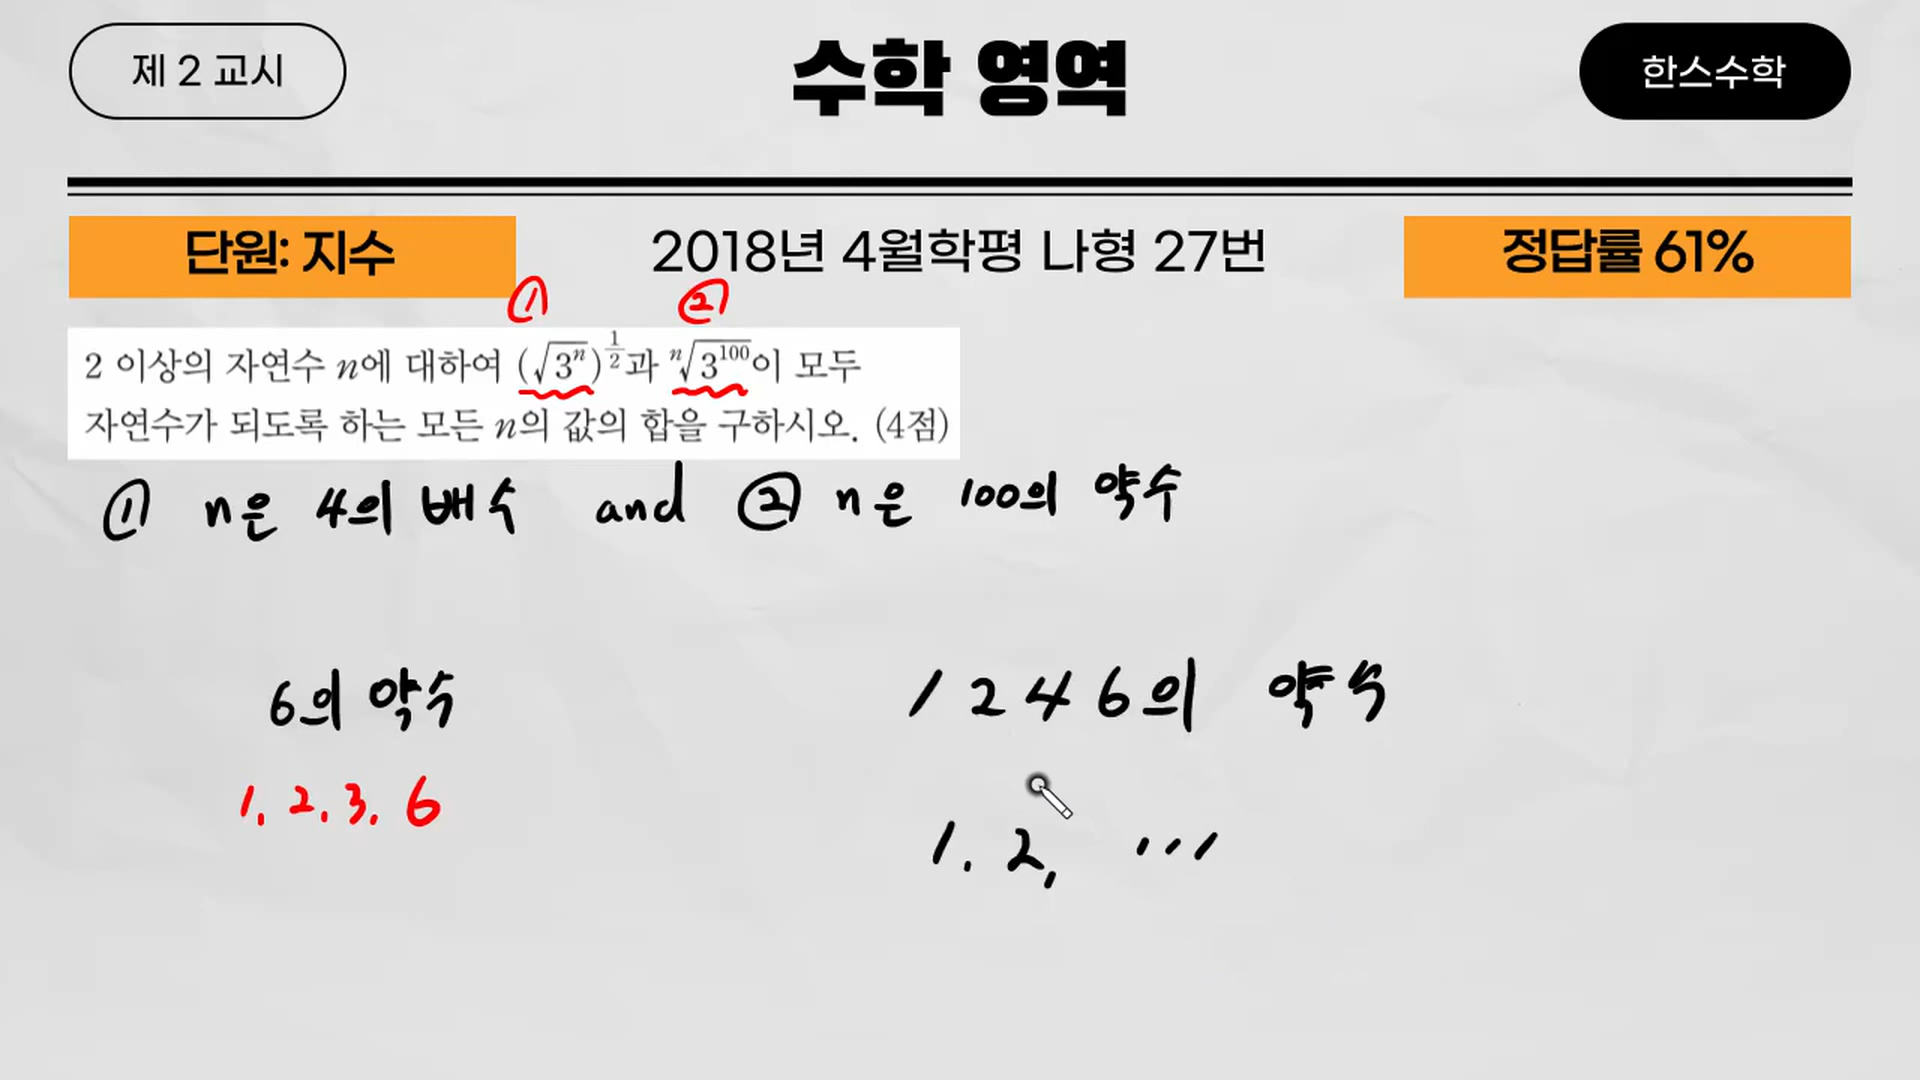 제 2 교시
수학 영역
한스수학
단원: 지수
2018년 4월학평 나형 27번
정답률 61%
① ②
2 이상의 자연수 n에 대하여 (√3ⁿ)^½과 ⁿ√3¹⁰⁰이 모두
자연수가 되도록 하는 모든 n의 값의 합을 구하시오. (4점)
① n은 4의 배수 and ② n은 100의 약수
6의 약수
1246의 약수
1, 2, 3, 6
1. 2, ···